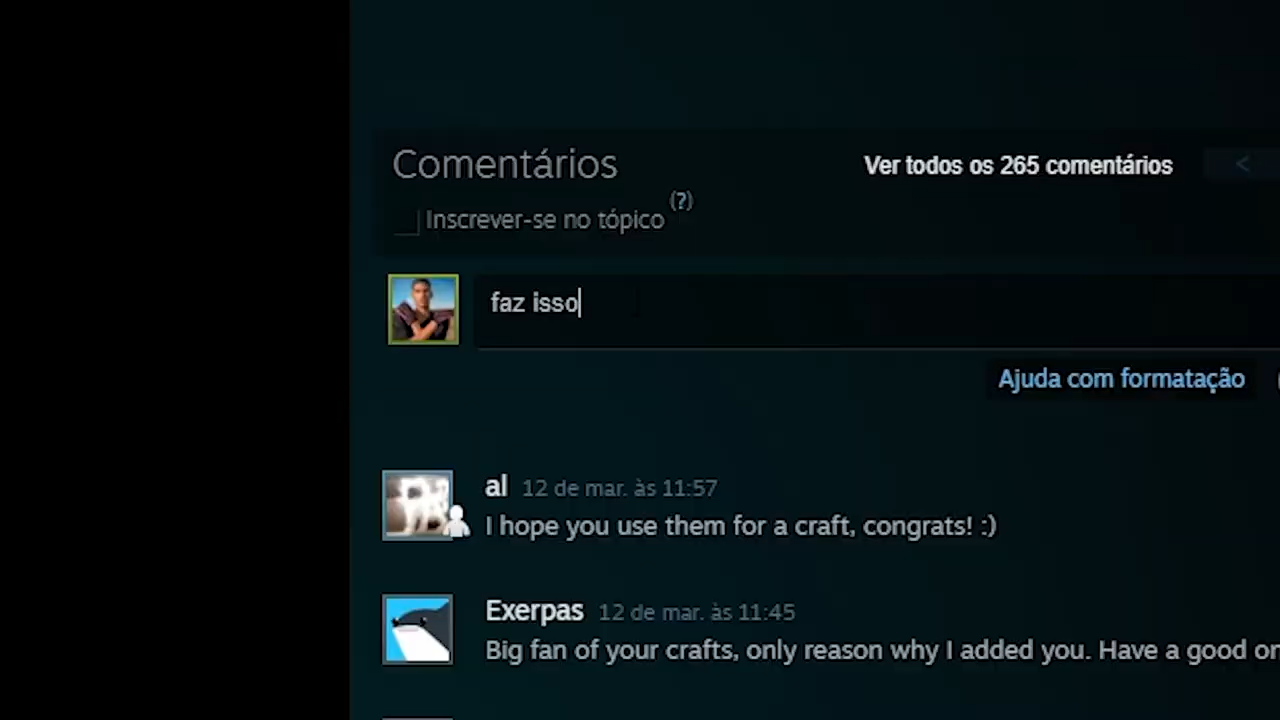 Comentários
Ver todos os 265 comentários
<
Inscrever-se no tópico (?)
faz isso
Ajuda com formatação
al 12 de mar. às 11:57
I hope you use them for a craft, congrats! :)
Exerpas 12 de mar. às 11:45
Big fan of your crafts, only reason why I added you. Have a good